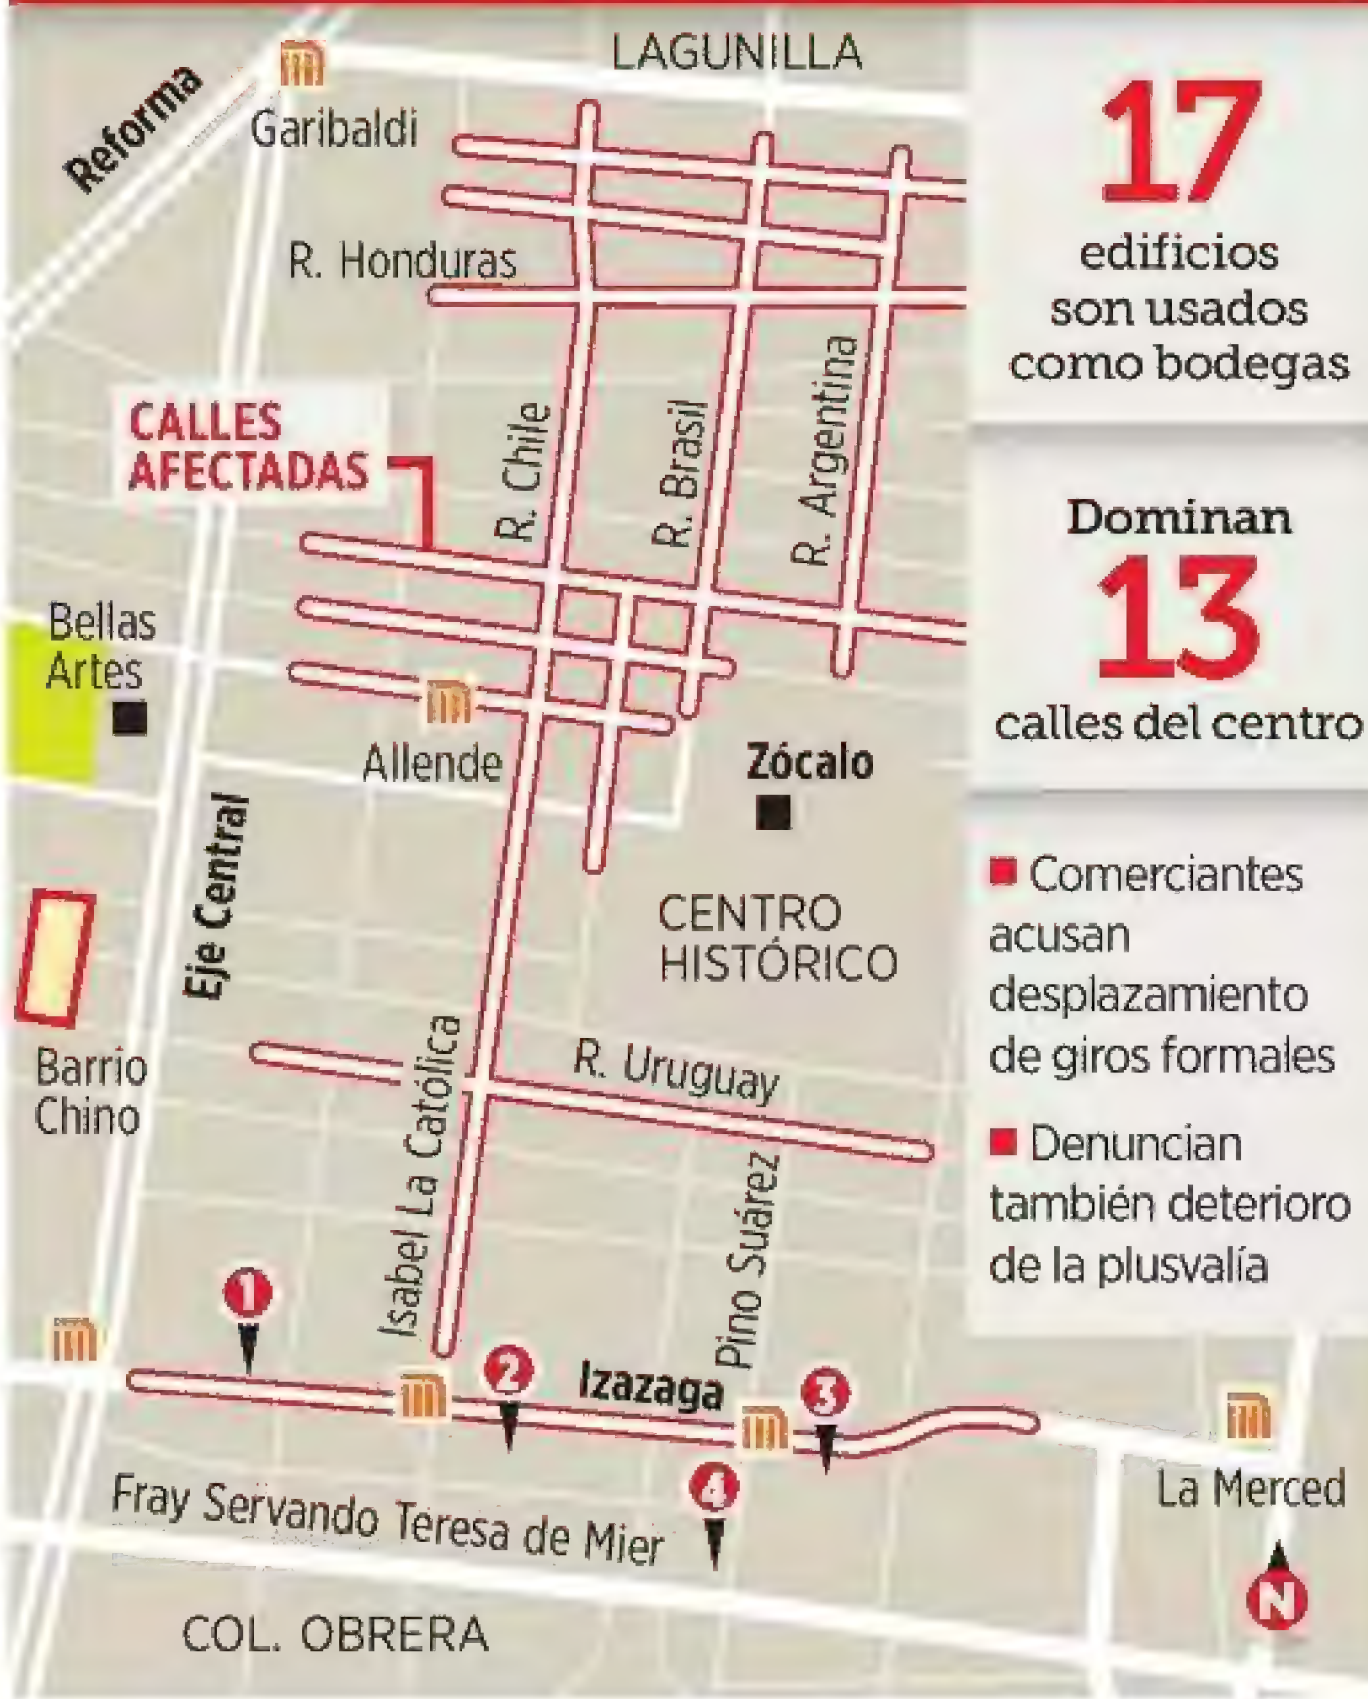 LAGUNILLA
Reforma
Garibaldi
R. Honduras
CALLES
AFECTADAS
R. Chile
R. Brasil
R. Argentina
Bellas
Artes
Allende
Zócalo
Eje Central
CENTRO
HISTÓRICO
Barrio
Chino
Isabel La Católica
R. Uruguay
Pino Suárez
1
2
Izazaga
3
4
Fray Servando Teresa de Mier
La Merced
N
COL. OBRERA
17
edificios
son usados
como bodegas
Dominan
13
calles del centro
Comerciantes
acusan
desplazamiento
de giros formales
Denuncian
también deterioro
de la plusvalía